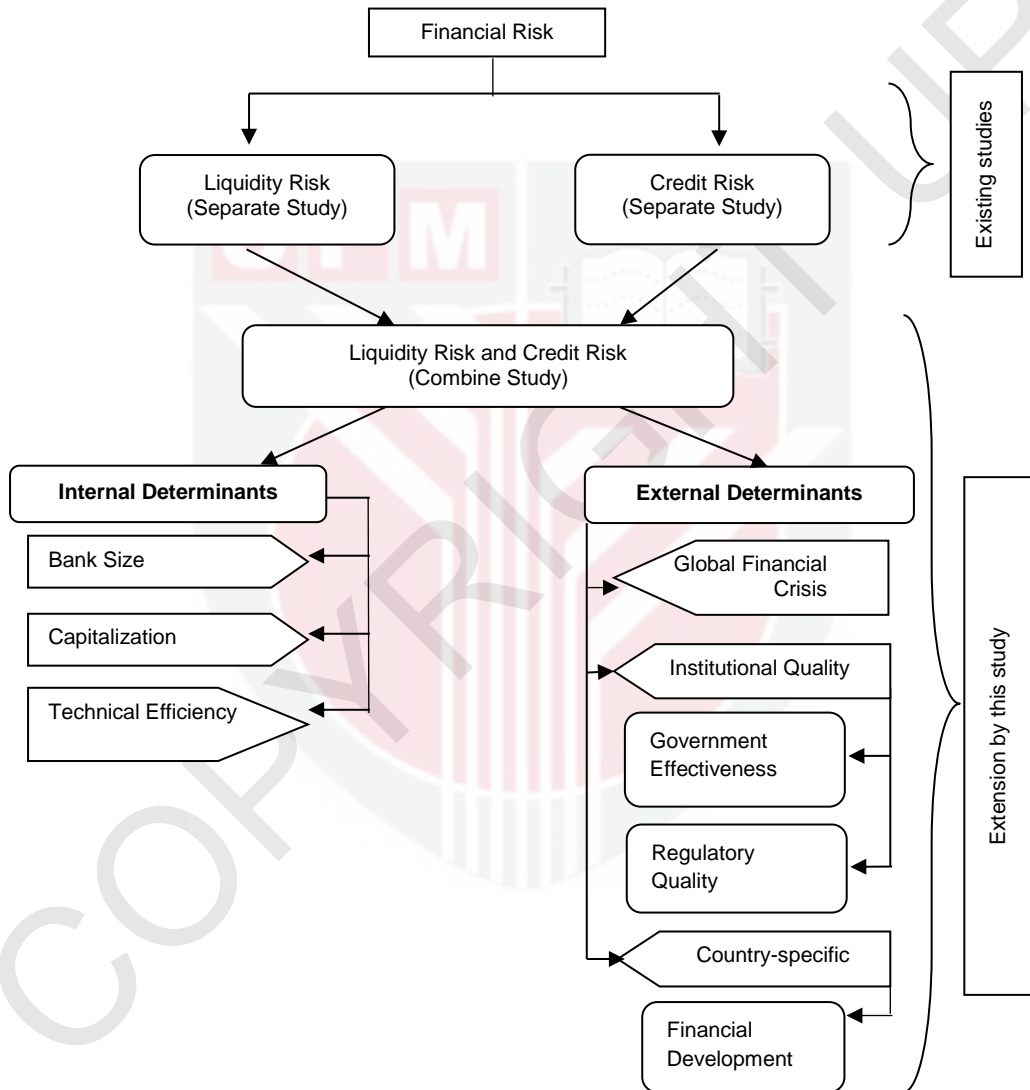 Financial Risk
Existing studies
Liquidity Risk
(Separate Study)
Credit Risk
(Separate Study)
UPM
Liquidity Risk and Credit Risk
(Combine Study)
Internal Determinants
External Determinants
Bank Size
Capitalization
Technical Efficiency
Global Financial
Crisis
Institutional Quality
Government
Effectiveness
Regulatory
Quality
Country-specific
Financial
Development
Extension by this study
COPYRIGHT UP